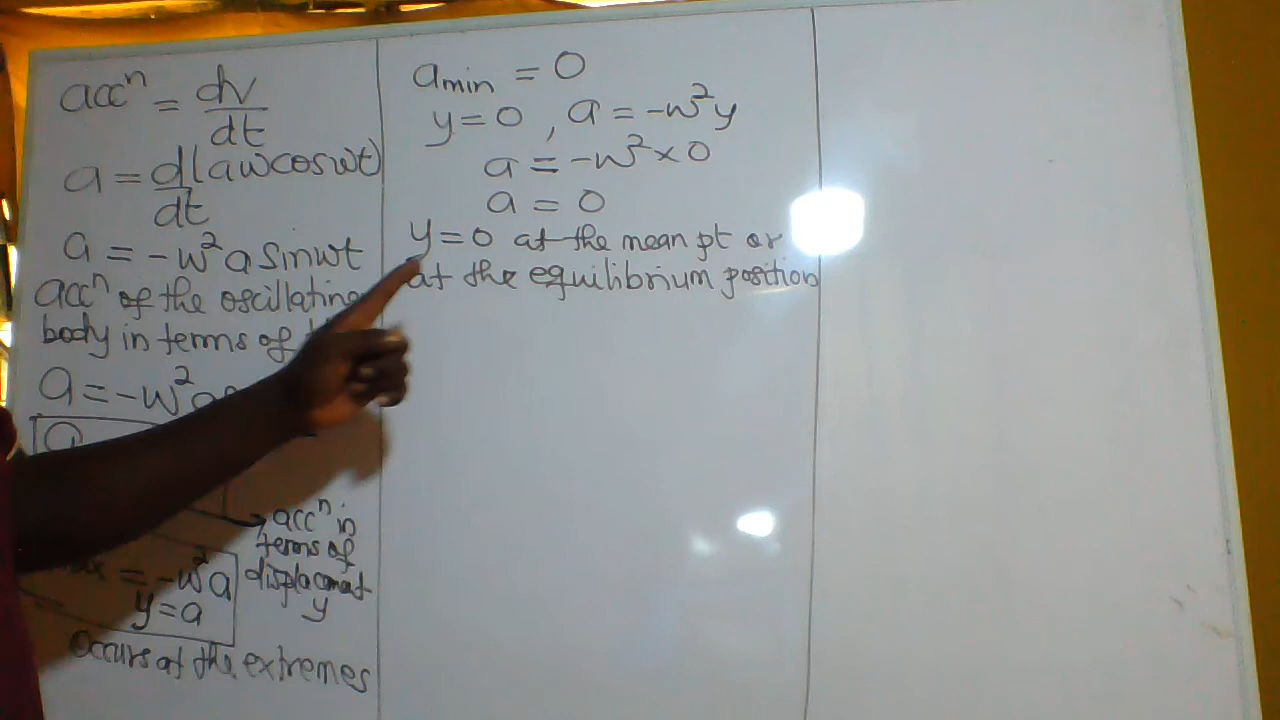 accⁿ = dv
dt
a = d(awcoswt)
dt
a = -w²a sinwt
accⁿ of the oscillating
body in terms of
a = -w²a
a
accⁿ in
terms of
displacement
y
= -w²a
y=a
occurs at the extremes
amin = 0
y=0 , a = -w²y
a = -w² × 0
a = 0
y=0 at the mean pt or
at the equilibrium position